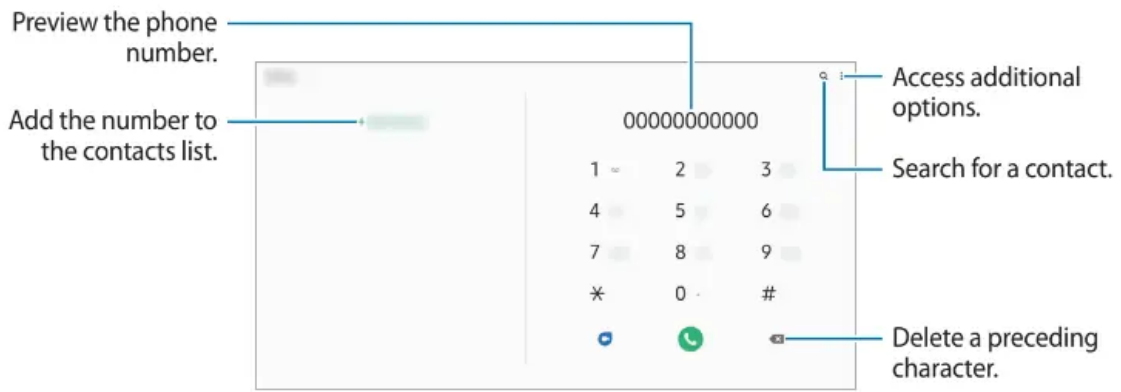 Preview the phone
number.
Add the number to
the contacts list.
00000000000
1 2 3
4 5 6
7 8 9
* 0 #
Access additional
options.
Search for a contact.
Delete a preceding
character.